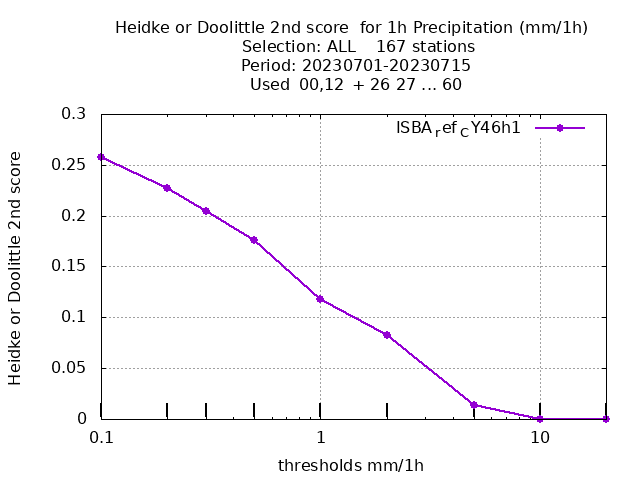 Heidke or Doolittle 2nd score  for 1h Precipitation (mm/1h)
Selection: ALL    167 stations
Period: 20230701-20230715
Used  00,12  + 26 27 ... 60
ISBA_ref_CY46h1
Heidke or Doolittle 2nd score
0.3
0.25
0.2
0.15
0.1
0.05
0
0.1
1
10
thresholds mm/1h